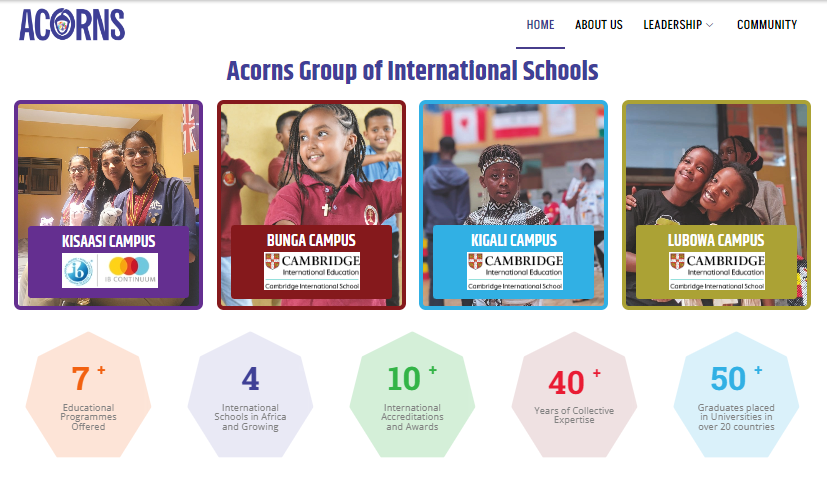 ACORNS
HOME ABOUT US LEADERSHIP COMMUNITY
Acorns Group of International Schools
KISAASI CAMPUS
ib
IB CONTINUUM
BUNGA CAMPUS
CAMBRIDGE
International Education
Cambridge International School
KIGALI CAMPUS
CAMBRIDGE
International Education
Cambridge International School
LUBOWA CAMPUS
CAMBRIDGE
International Education
Cambridge International School
7 +
Educational
Programmes
Offered
4
International
Schools in Africa
and Growing
10 +
International
Accreditations
and Awards
40 +
Years of Collective
Expertise
50 +
Graduates placed
in Universities in
over 20 countries